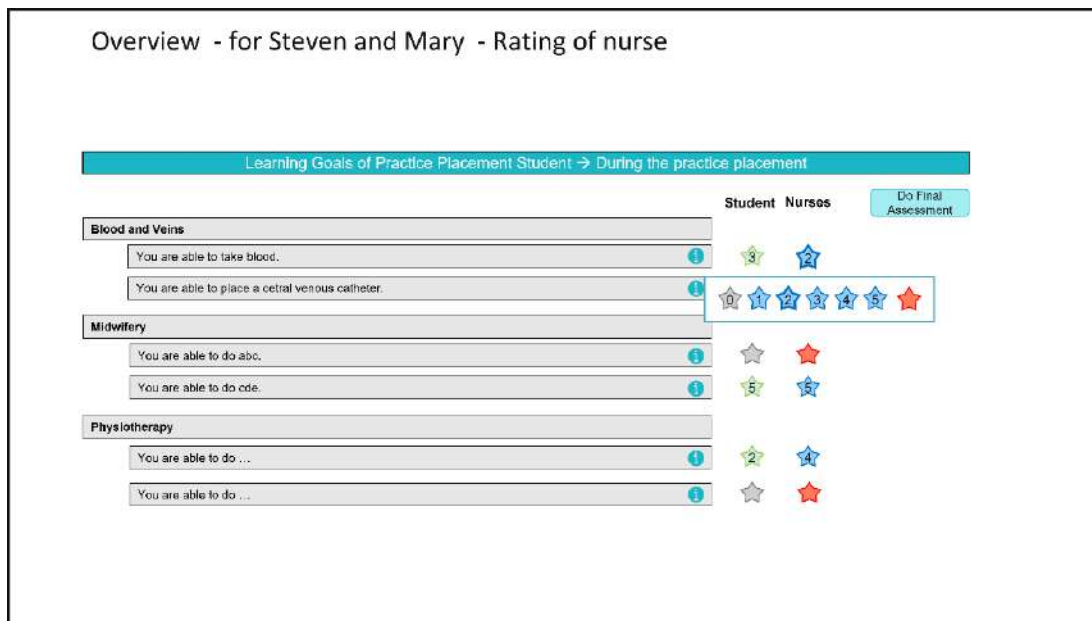 Overview - for Steven and Mary - Rating of nurse
Learning Goals of Practice Placement Student → During the practice placement
Student Nurses
Do Final
Assessment
Blood and Veins
You are able to take blood. i 3 2
You are able to place a cetral venous catheter. i
0 1 2 3 4 5
Midwifery
You are able to do abc. i
You are able to do cde. i 5 5
Physiotherapy
You are able to do ... i 2 4
You are able to do ... i